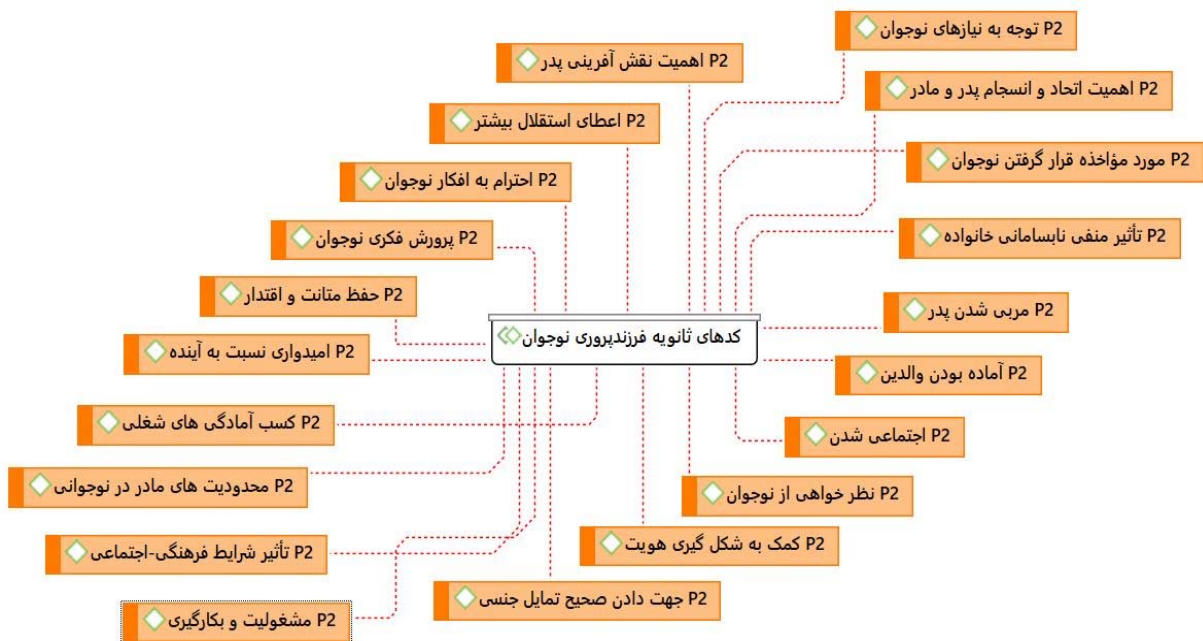 P2 توجه به نیازهای نوجوان
P2 اهمیت نقش آفرینی پدر
P2 اهمیت اتحاد و انسجام پدر و مادر
P2 اعطای استقلال بیشتر
P2 مورد مؤاخذه قرار گرفتن نوجوان
P2 احترام به افکار نوجوان
P2 تأثیر منفی نابسامانی خانواده
P2 پرورش فکری نوجوان
P2 حفظ متانت و اقتدار
P2 مربی شدن پدر
کدهای ثانویه فرزندپروری نوجوان
P2 امیدواری نسبت به آینده
P2 آماده بودن والدین
P2 کسب آمادگی های شغلی
P2 اجتماعی شدن
P2 محدودیت های مادر در نوجوانی
P2 نظر خواهی از نوجوان
P2 کمک به شکل گیری هویت
P2 تأثیر شرایط فرهنگی-اجتماعی
P2 جهت دادن صحیح تمایل جنسی
P2 مشغولیت و بکارگیری